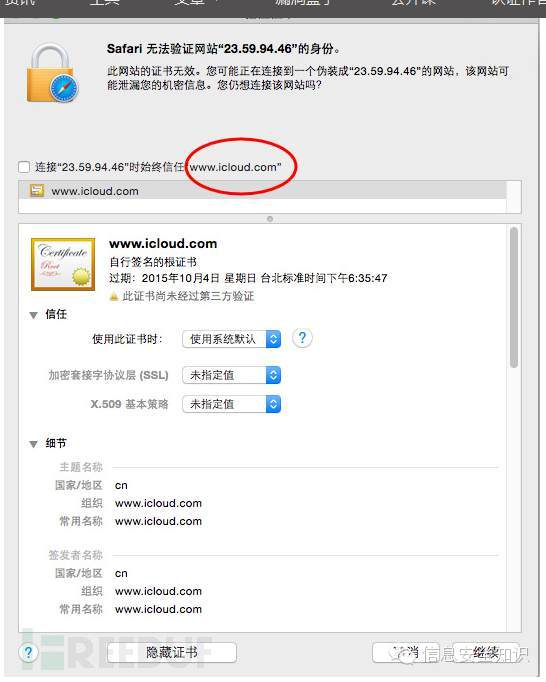 资讯 工具 文章 漏洞盒子 公开课
Safari 无法验证网站“23.59.94.46”的身份。
此网站的证书无效。您可能正在连接到一个伪装成“23.59.94.46”的网站，该网站可
能泄漏您的机密信息。您仍想连接该网站吗？
连接“23.59.94.46”时始终信任“www.icloud.com”
www.icloud.com
Certificate
Root
www.icloud.com
自行签名的根证书
过期：2015年10月4日 星期日 台北标准时间下午6:35:47
此证书尚未经过第三方验证
信任
使用此证书时： 使用系统默认 ?
加密套接字协议层 (SSL) 未指定值
X.509 基本策略 未指定值
细节
主题名称
国家/地区 cn
组织 www.icloud.com
常用名称 www.icloud.com
签发者名称
国家/地区 cn
组织 www.icloud.com
常用名称 www.icloud.com
FREEBUF
? 隐藏证书 取消 继续
信息安全知识